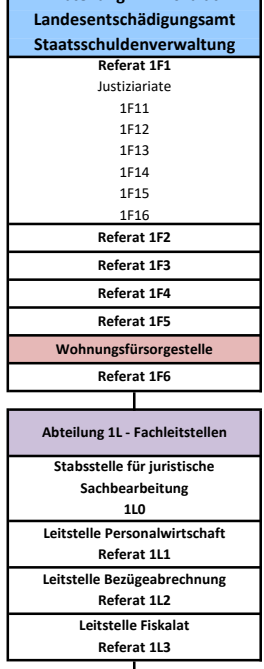 Landesentschädigungsamt
Staatsschuldenverwaltung
Referat 1F1
Justiziariate
1F11
1F12
1F13
1F14
1F15
1F16
Referat 1F2
Referat 1F3
Referat 1F4
Referat 1F5
Wohnungsfürsorgestelle
Referat 1F6
Abteilung 1L - Fachleitstellen
Stabsstelle für juristische
Sachbearbeitung
1L0
Leitstelle Personalwirtschaft
Referat 1L1
Leitstelle Bezügeabrechnung
Referat 1L2
Leitstelle Fiskalat
Referat 1L3